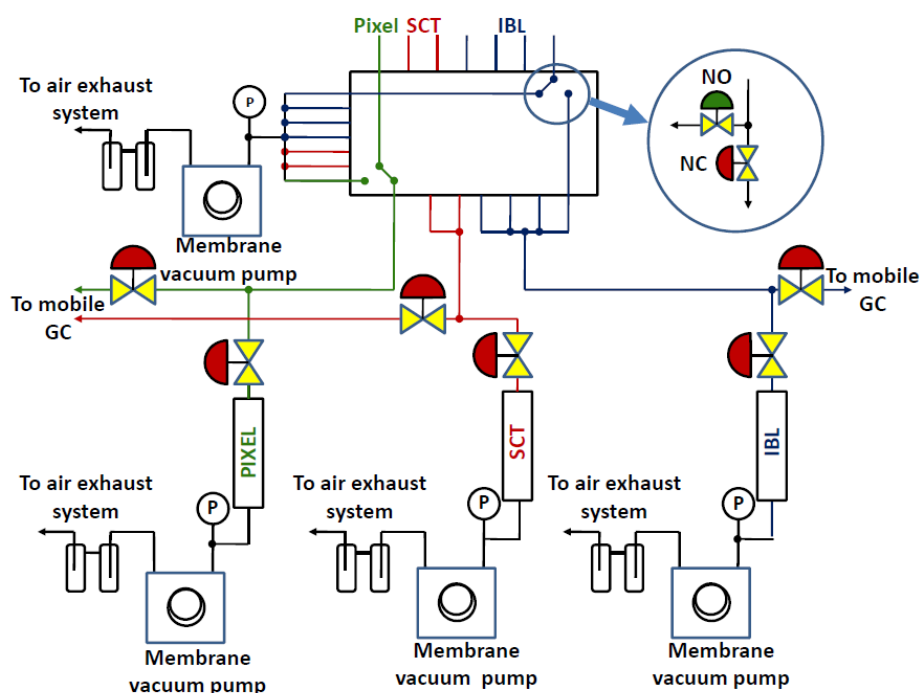 Pixel SCT IBL
To air exhaust
system
P
NO
NC
Membrane
vacuum pump
To mobile
GC
To mobile
GC
PIXEL
SCT
IBL
To air exhaust
system
P
To air exhaust
system
P
To air exhaust
system
P
Membrane
vacuum pump
Membrane
vacuum pump
Membrane
vacuum pump